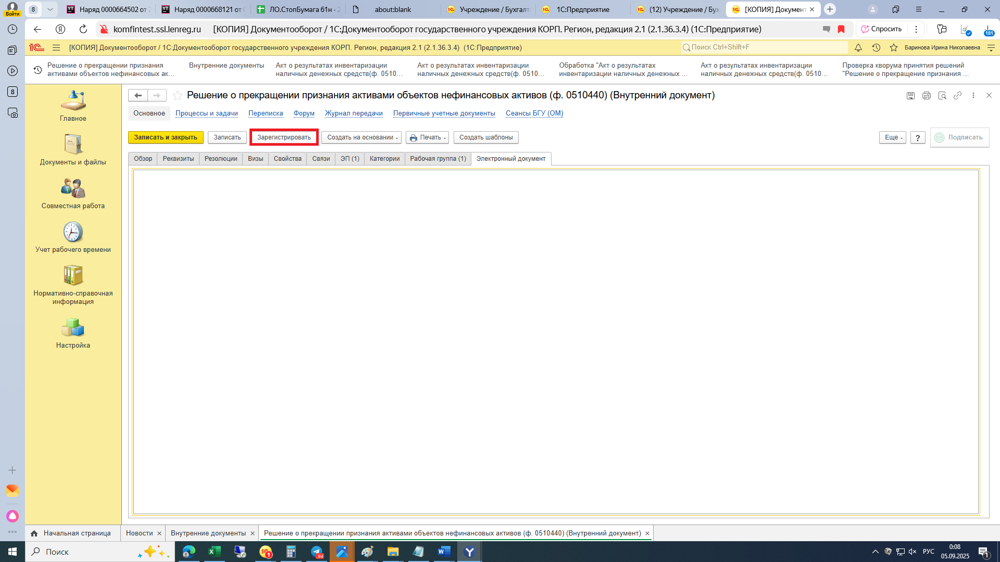 Войти
8
Наряд 0000664502 от 2
Наряд 0000668121 от 0
ЛО.СтопБумага 61н - 2
about:blank
Учреждение / Бухгалт
1С:Предприятие
(12) Учреждение / Бух
[КОПИЯ] Документ
komfintest.ssl.lenreg.ru
[КОПИЯ] Документооборот / 1С:Документооборот государственного учреждения КОРП. Регион, редакция 2.1 (2.1.36.3.4) (1С:Предприятие)
Спросить
181
[КОПИЯ] Документооборот / 1С:Документооборот государственного учреждения КОРП. Регион, редакция 2.1 (2.1.36.3.4) (1С:Предприятие)
Поиск Ctrl+Shift+F
Баринова Ирина Николаевна
Решение о прекращении признания
активами объектов нефинансовых ак...
Внутренние документы
Акт о результатах инвентаризации
наличных денежных средств(ф. 0510...
Акт о результатах инвентаризации
наличных денежных средств(ф. 0510...
Обработка "Акт о результатах
инвентаризации наличных денежных ...
Акт о результатах инвентаризации
наличных денежных средств(ф. 0510...
Проверка кворума принятия решений
"Решение о прекращение признания ...
8
Главное
Документы и файлы
Совместная работа
Учет рабочего времени
Нормативно-справочная
информация
Настройка
Решение о прекращении признания активами объектов нефинансовых активов (ф. 0510440) (Внутренний документ)
Основное
Процессы и задачи
Переписка
Форум
Журнал передачи
Первичные учетные документы
Сеансы БГУ (ОМ)
Записать и закрыть
Записать
Зарегистрировать
Создать на основании
Печать
Создать шаблоны
Еще
?
Подписать
Обзор
Реквизиты
Резолюции
Визы
Свойства
Связи
ЭП (1)
Категории
Рабочая группа (1)
Электронный документ
Начальная страница
Новости
Внутренние документы
Решение о прекращении признания активами объектов нефинансовых активов (ф. 0510440) (Внутренний документ)
Поиск
1
94
РУС
0:08
05.09.2025
1